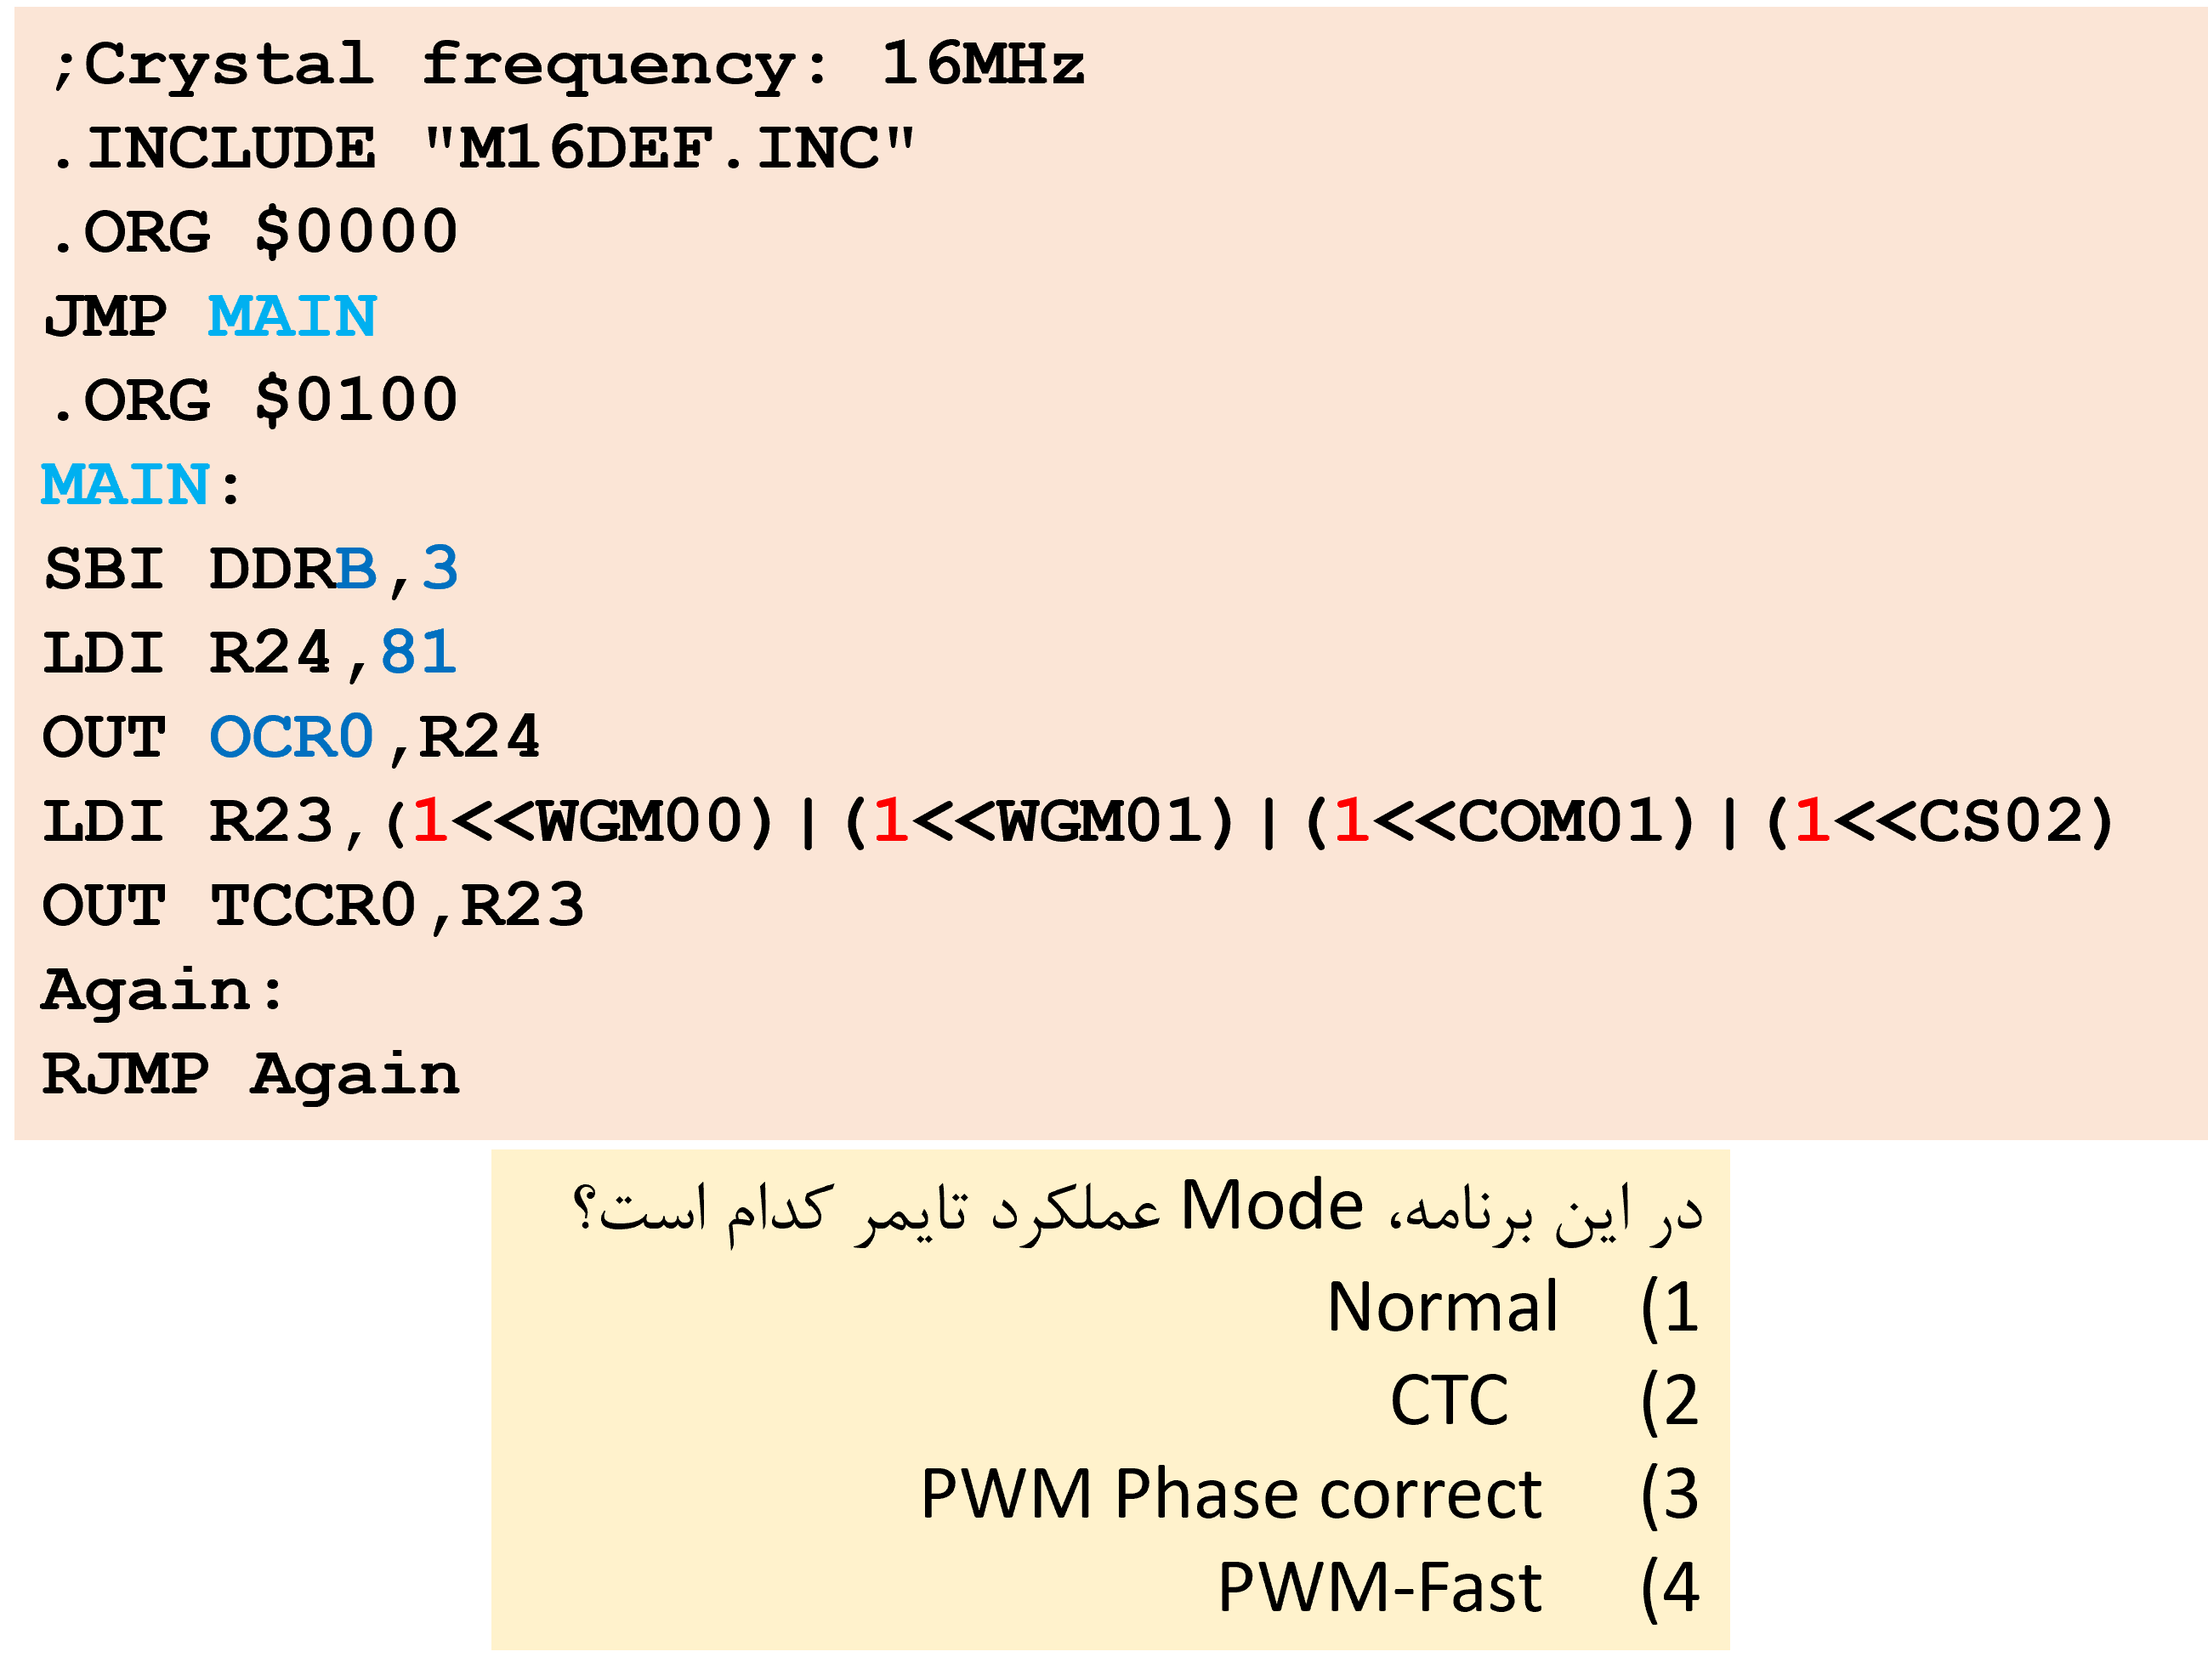 ;Crystal frequency: 16MHz
.INCLUDE "M16DEF.INC"
.ORG $0000
JMP MAIN
.ORG $0100
MAIN:
SBI DDRB,3
LDI R24,81
OUT OCR0,R24
LDI R23,(1<<WGM00)|(1<<WGM01)|(1<<COM01)|(1<<CS02)
OUT TCCR0,R23
Again:
RJMP Again
در این برنامه، Mode عملکرد تایمر کدام است؟
1) Normal
2) CTC
3) PWM Phase correct
4) PWM-Fast